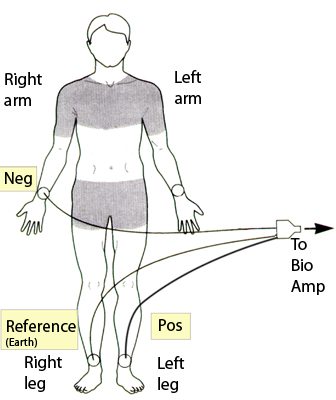 Right
arm
Left
arm
Neg
To
Bio
Amp
Reference
(Earth)
Pos
Right
leg
Left
leg